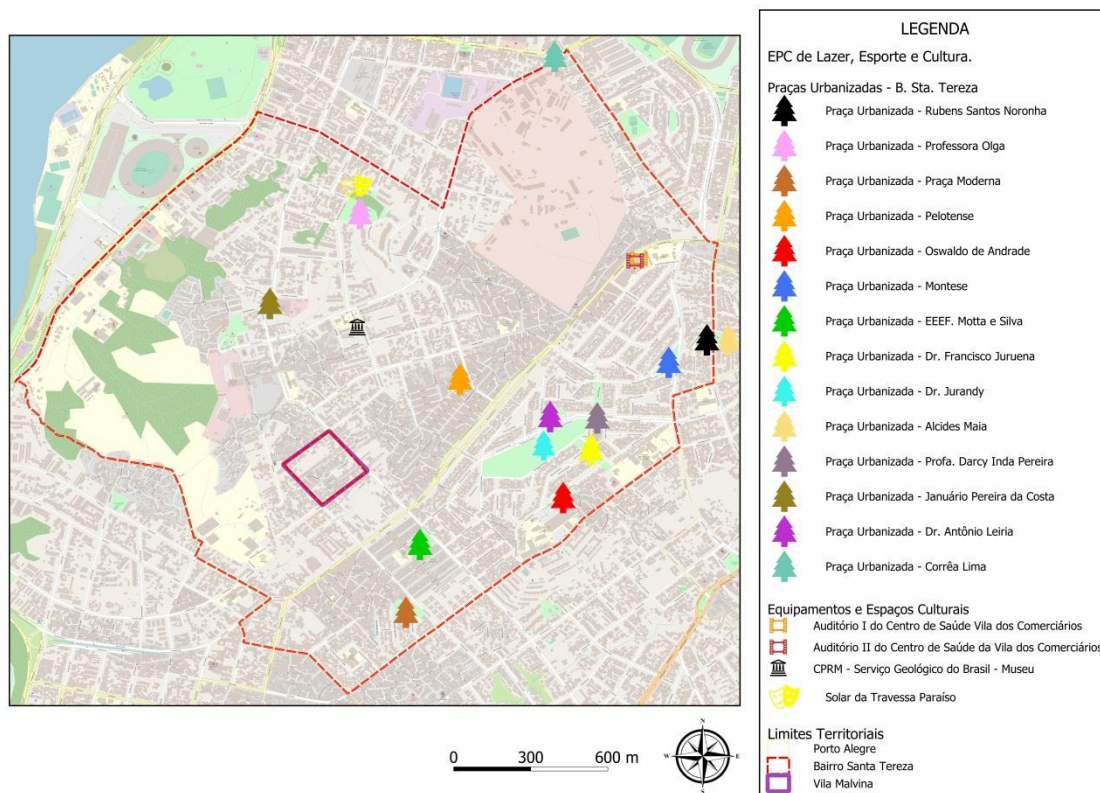 LEGENDA
EPC de Lazer, Esporte e Cultura.
Praças Urbanizadas - B. Sta. Tereza
Praça Urbanizada - Rubens Santos Noronha
Praça Urbanizada - Professora Olga
Praça Urbanizada - Praça Moderna
Praça Urbanizada - Pelotense
Praça Urbanizada - Oswaldo de Andrade
Praça Urbanizada - Montese
Praça Urbanizada - EEEF. Motta e Silva
Praça Urbanizada - Dr. Francisco Juruena
Praça Urbanizada - Dr. Jurandy
Praça Urbanizada - Alcides Maia
Praça Urbanizada - Profa. Darcy Inda Pereira
Praça Urbanizada - Januário Pereira da Costa
Praça Urbanizada - Dr. Antônio Leiria
Praça Urbanizada - Corrêa Lima
Equipamentos e Espaços Culturais
Auditório I do Centro de Saúde Vila dos Comerciários
Auditório II do Centro de Saúde da Vila dos Comerciários
CPRM - Serviço Geológico do Brasil - Museu
Solar da Travessa Paraíso
Limites Territoriais
Porto Alegre
Bairro Santa Tereza
Vila Malvina
0 300 600 m
N
W E
S